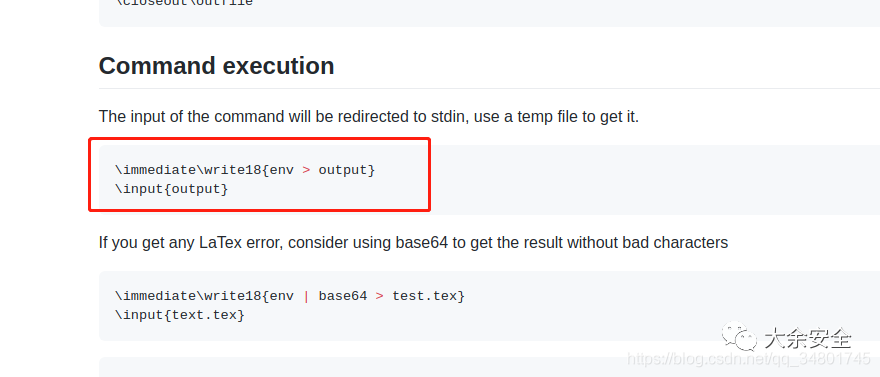 \closeout\outfile
Command execution
The input of the command will be redirected to stdin, use a temp file to get it.
\immediate\write18{env > output}
\input{output}
If you get any LaTex error, consider using base64 to get the result without bad characters
\immediate\write18{env | base64 > test.tex}
\input{text.tex}
大余安全
https://blog.csdn.net/qq_34801745